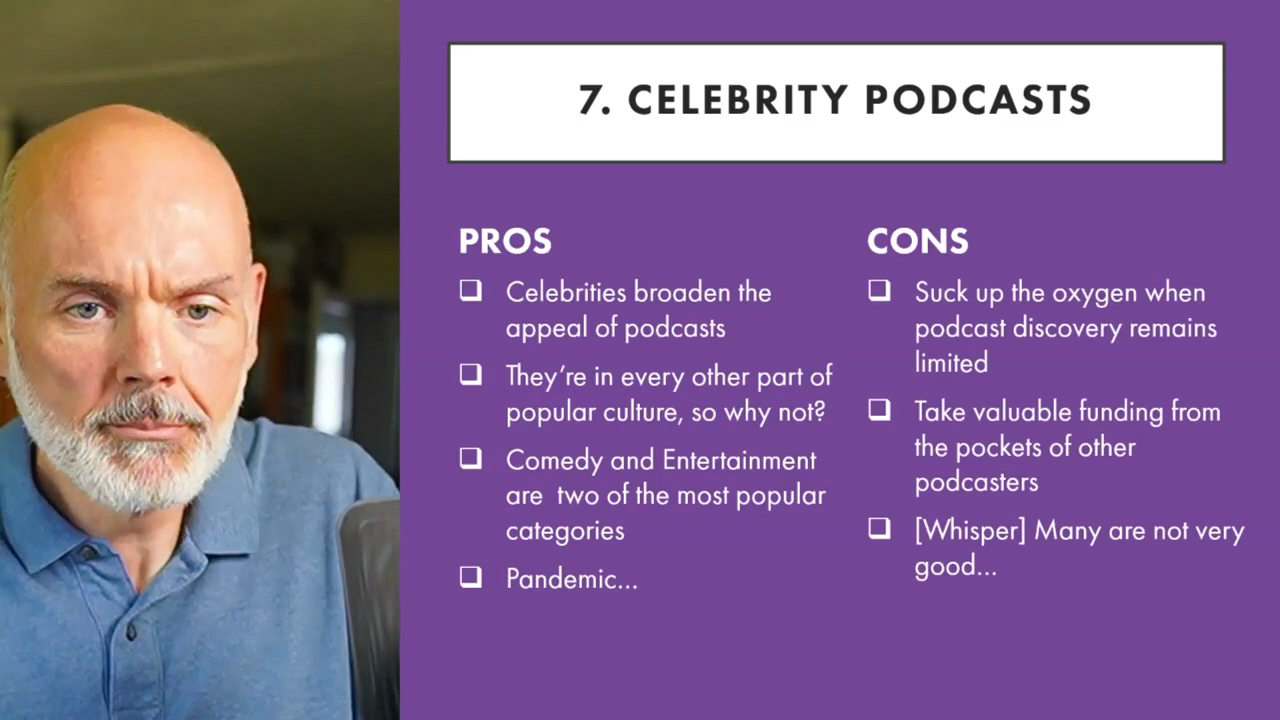 7. CELEBRITY PODCASTS
PROS
❑ Celebrities broaden the
appeal of podcasts
❑ They're in every other part of
popular culture, so why not?
❑ Comedy and Entertainment
are  two of the most popular
categories
❑ Pandemic...
CONS
❑ Suck up the oxygen when
podcast discovery remains
limited
❑ Take valuable funding from
the pockets of other
podcasters
❑ [Whisper] Many are not very
good...